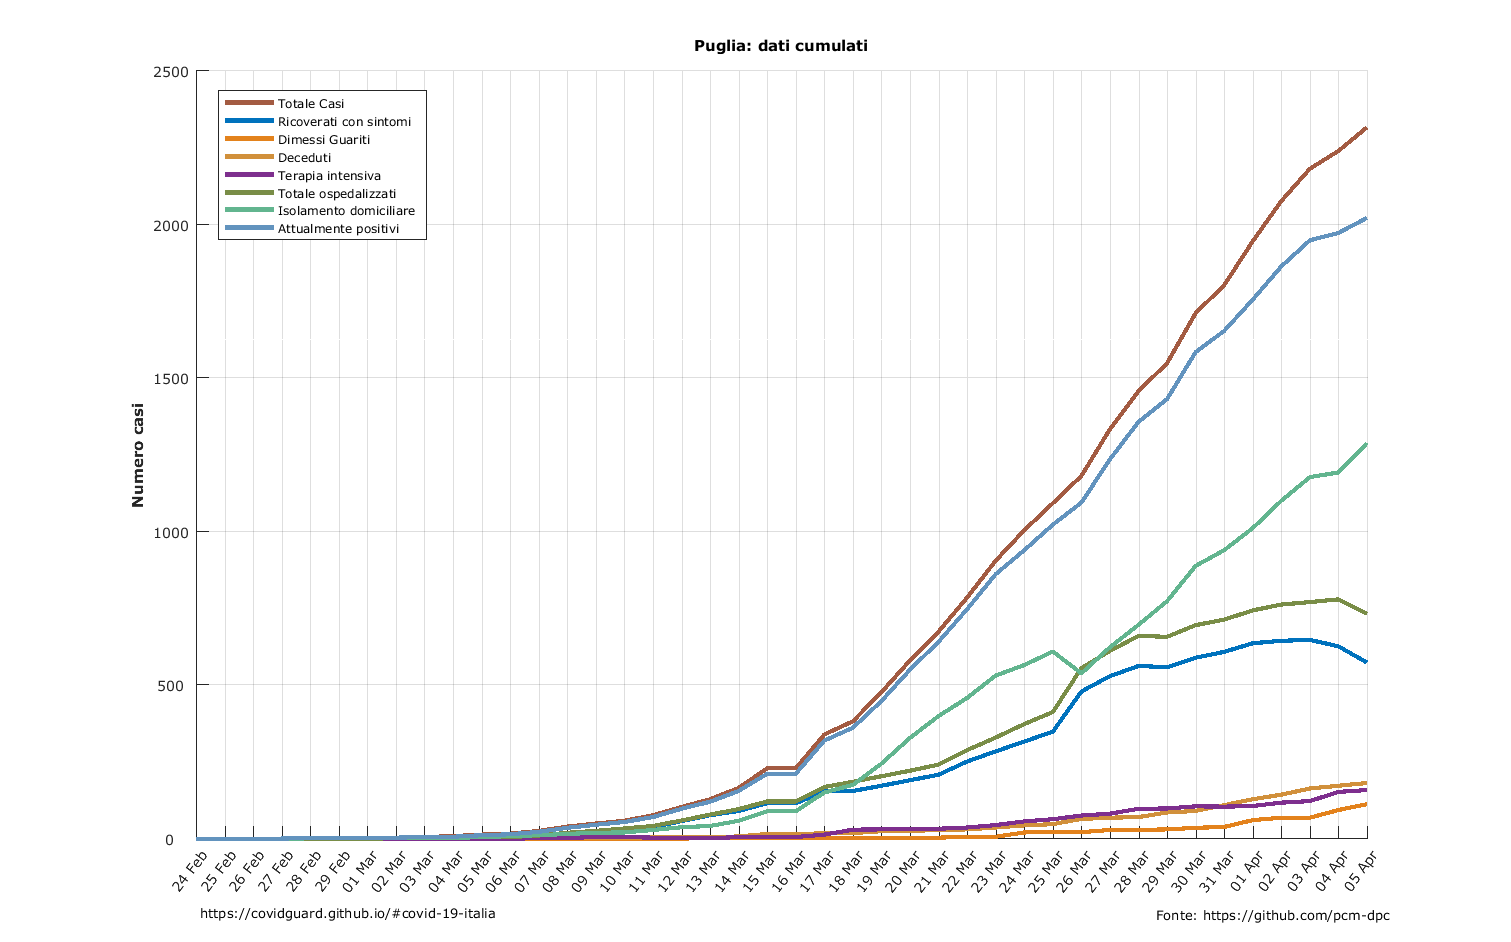 Puglia: dati cumulati
2500
2000
1500
1000
500
0
Numero casi
Totale Casi
Ricoverati con sintomi
Dimessi Guariti
Deceduti
Terapia intensiva
Totale ospedalizzati
Isolamento domiciliare
Attualmente positivi
24 Feb
25 Feb
26 Feb
27 Feb
28 Feb
29 Feb
01 Mar
02 Mar
03 Mar
04 Mar
05 Mar
06 Mar
07 Mar
08 Mar
09 Mar
10 Mar
11 Mar
12 Mar
13 Mar
14 Mar
15 Mar
16 Mar
17 Mar
18 Mar
19 Mar
20 Mar
21 Mar
22 Mar
23 Mar
24 Mar
25 Mar
26 Mar
27 Mar
28 Mar
29 Mar
30 Mar
31 Mar
01 Apr
02 Apr
03 Apr
04 Apr
05 Apr
https://covidguard.github.io/#covid-19-italia
Fonte: https://github.com/pcm-dpc